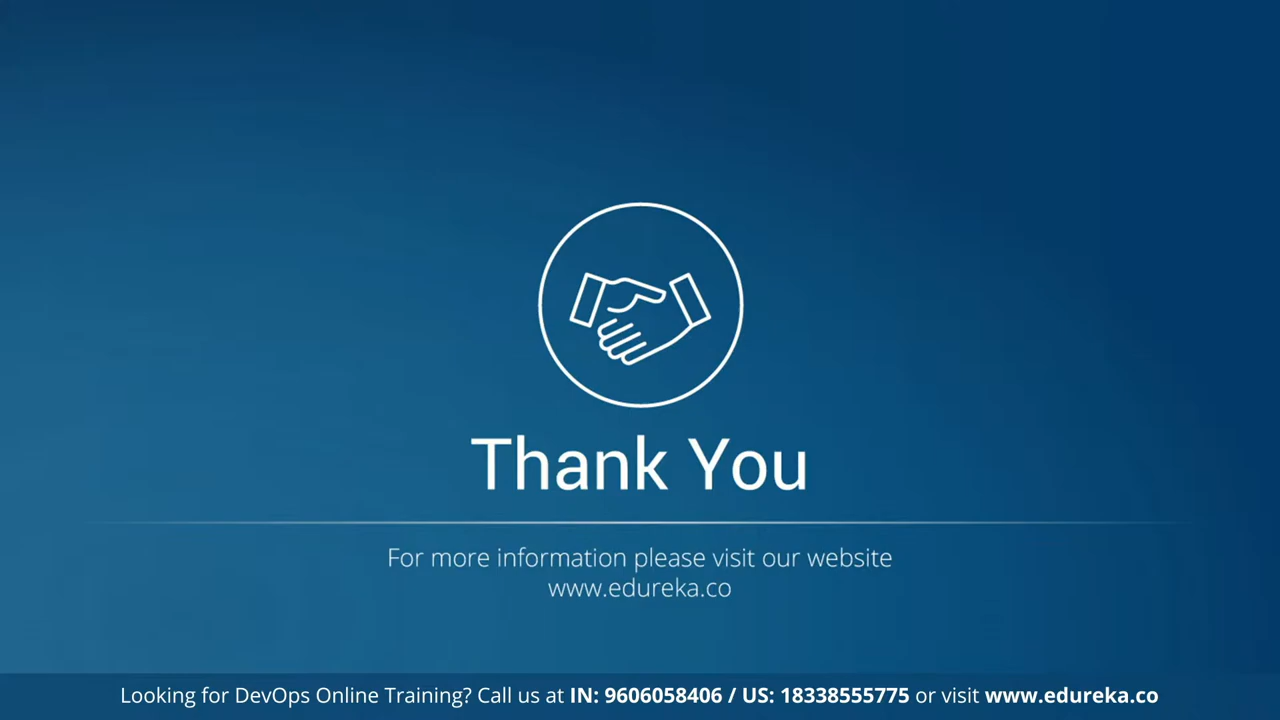 Thank You
For more information please visit our website
www.edureka.co
Looking for DevOps Online Training? Call us at IN: 9606058406 / US: 18338555775 or visit www.edureka.co